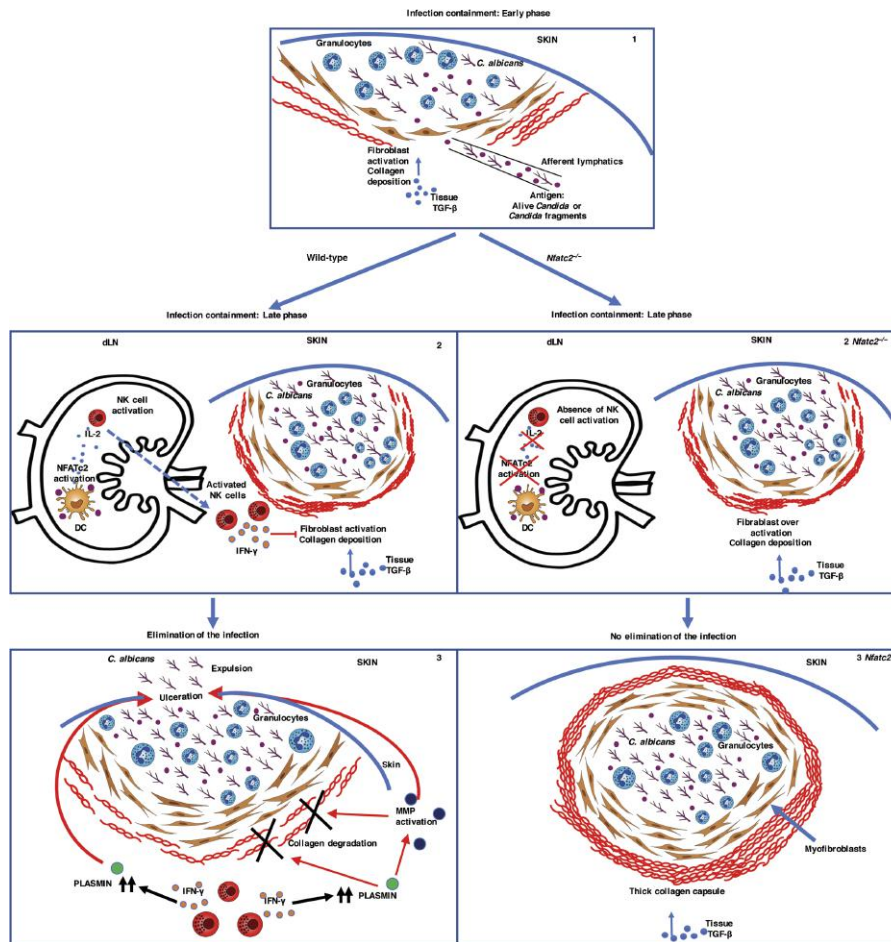 Infection containment: Early phase
Granulocytes
SKIN
1
C. albicans
Fibroblast
activation
Collagen
deposition
Afferent lymphatics
Tissue
TGF-β
Antigen:
Alive Candida or
Candida fragments
Wild-type
Nfatc2–/–
Infection containment: Late phase
Infection containment: Late phase
dLN
SKIN
2
NK cell
activation
Granulocytes
C. albicans
IL-2
NFATc2
activation
Activated
NK cells
DC
IFN-γ
Fibroblast activation
Collagen deposition
Tissue
TGF-β
dLN
SKIN
2 Nfatc2–/–
Absence of NK
cell activation
Granulocytes
C. albicans
IL-2
NFATc2
activation
DC
Fibrablast over
activation
Collagen deposition
Tissue
TGF-β
Elimination of the infection
No elimination of the infection
C. albicans
SKIN
3
Expulsion
Ulceration
Granulocytes
Skin
MMP
activation
Collagen degradation
PLASMIN
IFN-γ
IFN-γ
PLASMIN
SKIN
3 Nfatc2
C. albicans
Granulocytes
Myofibroblasts
Thick collagen capsule
Tissue
TGF-β